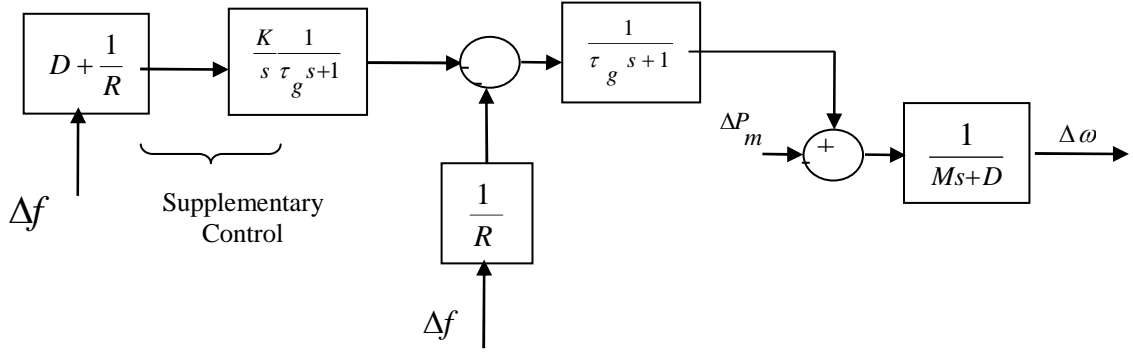 D + 1/R
K/s 1/τ_g s+1
-
-
1/τ_g s+1
ΔP_m
+
-
1/Ms+D
Δω
Δf
Supplementary
Control
1/R
Δf